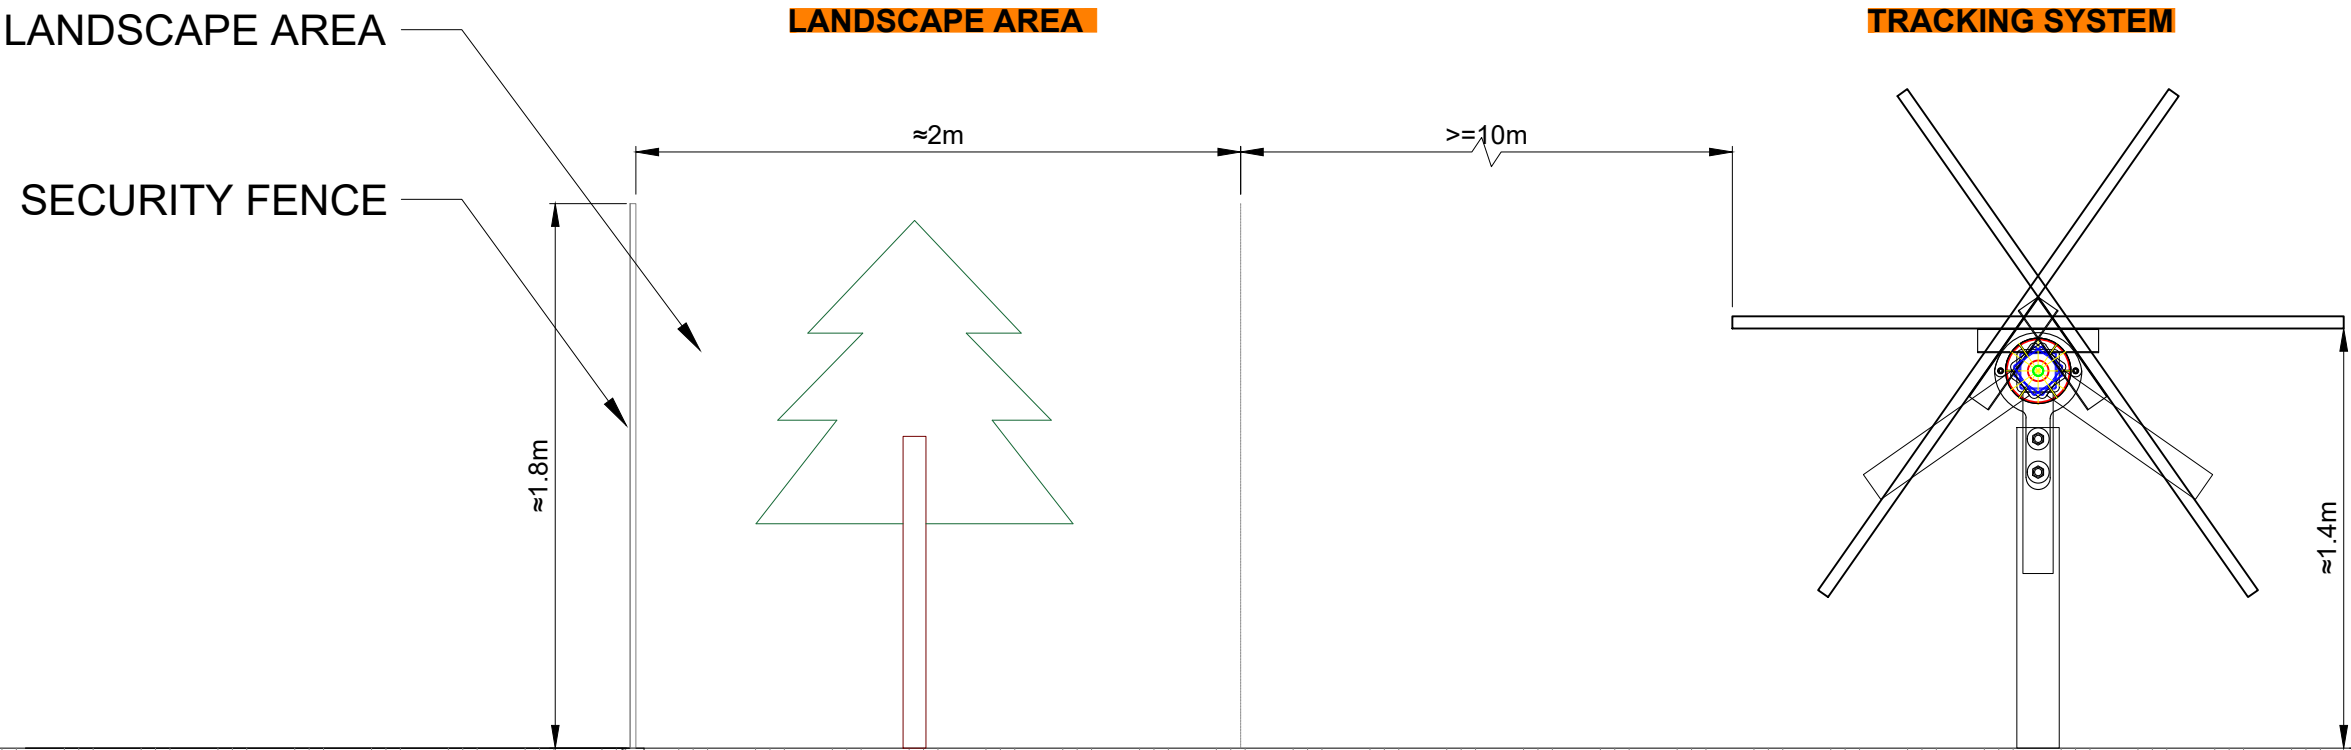 LANDSCAPE AREA
LANDSCAPE AREA
TRACKING SYSTEM
≈2m
>=10m
SECURITY FENCE
≈1.8m
≈1.4m